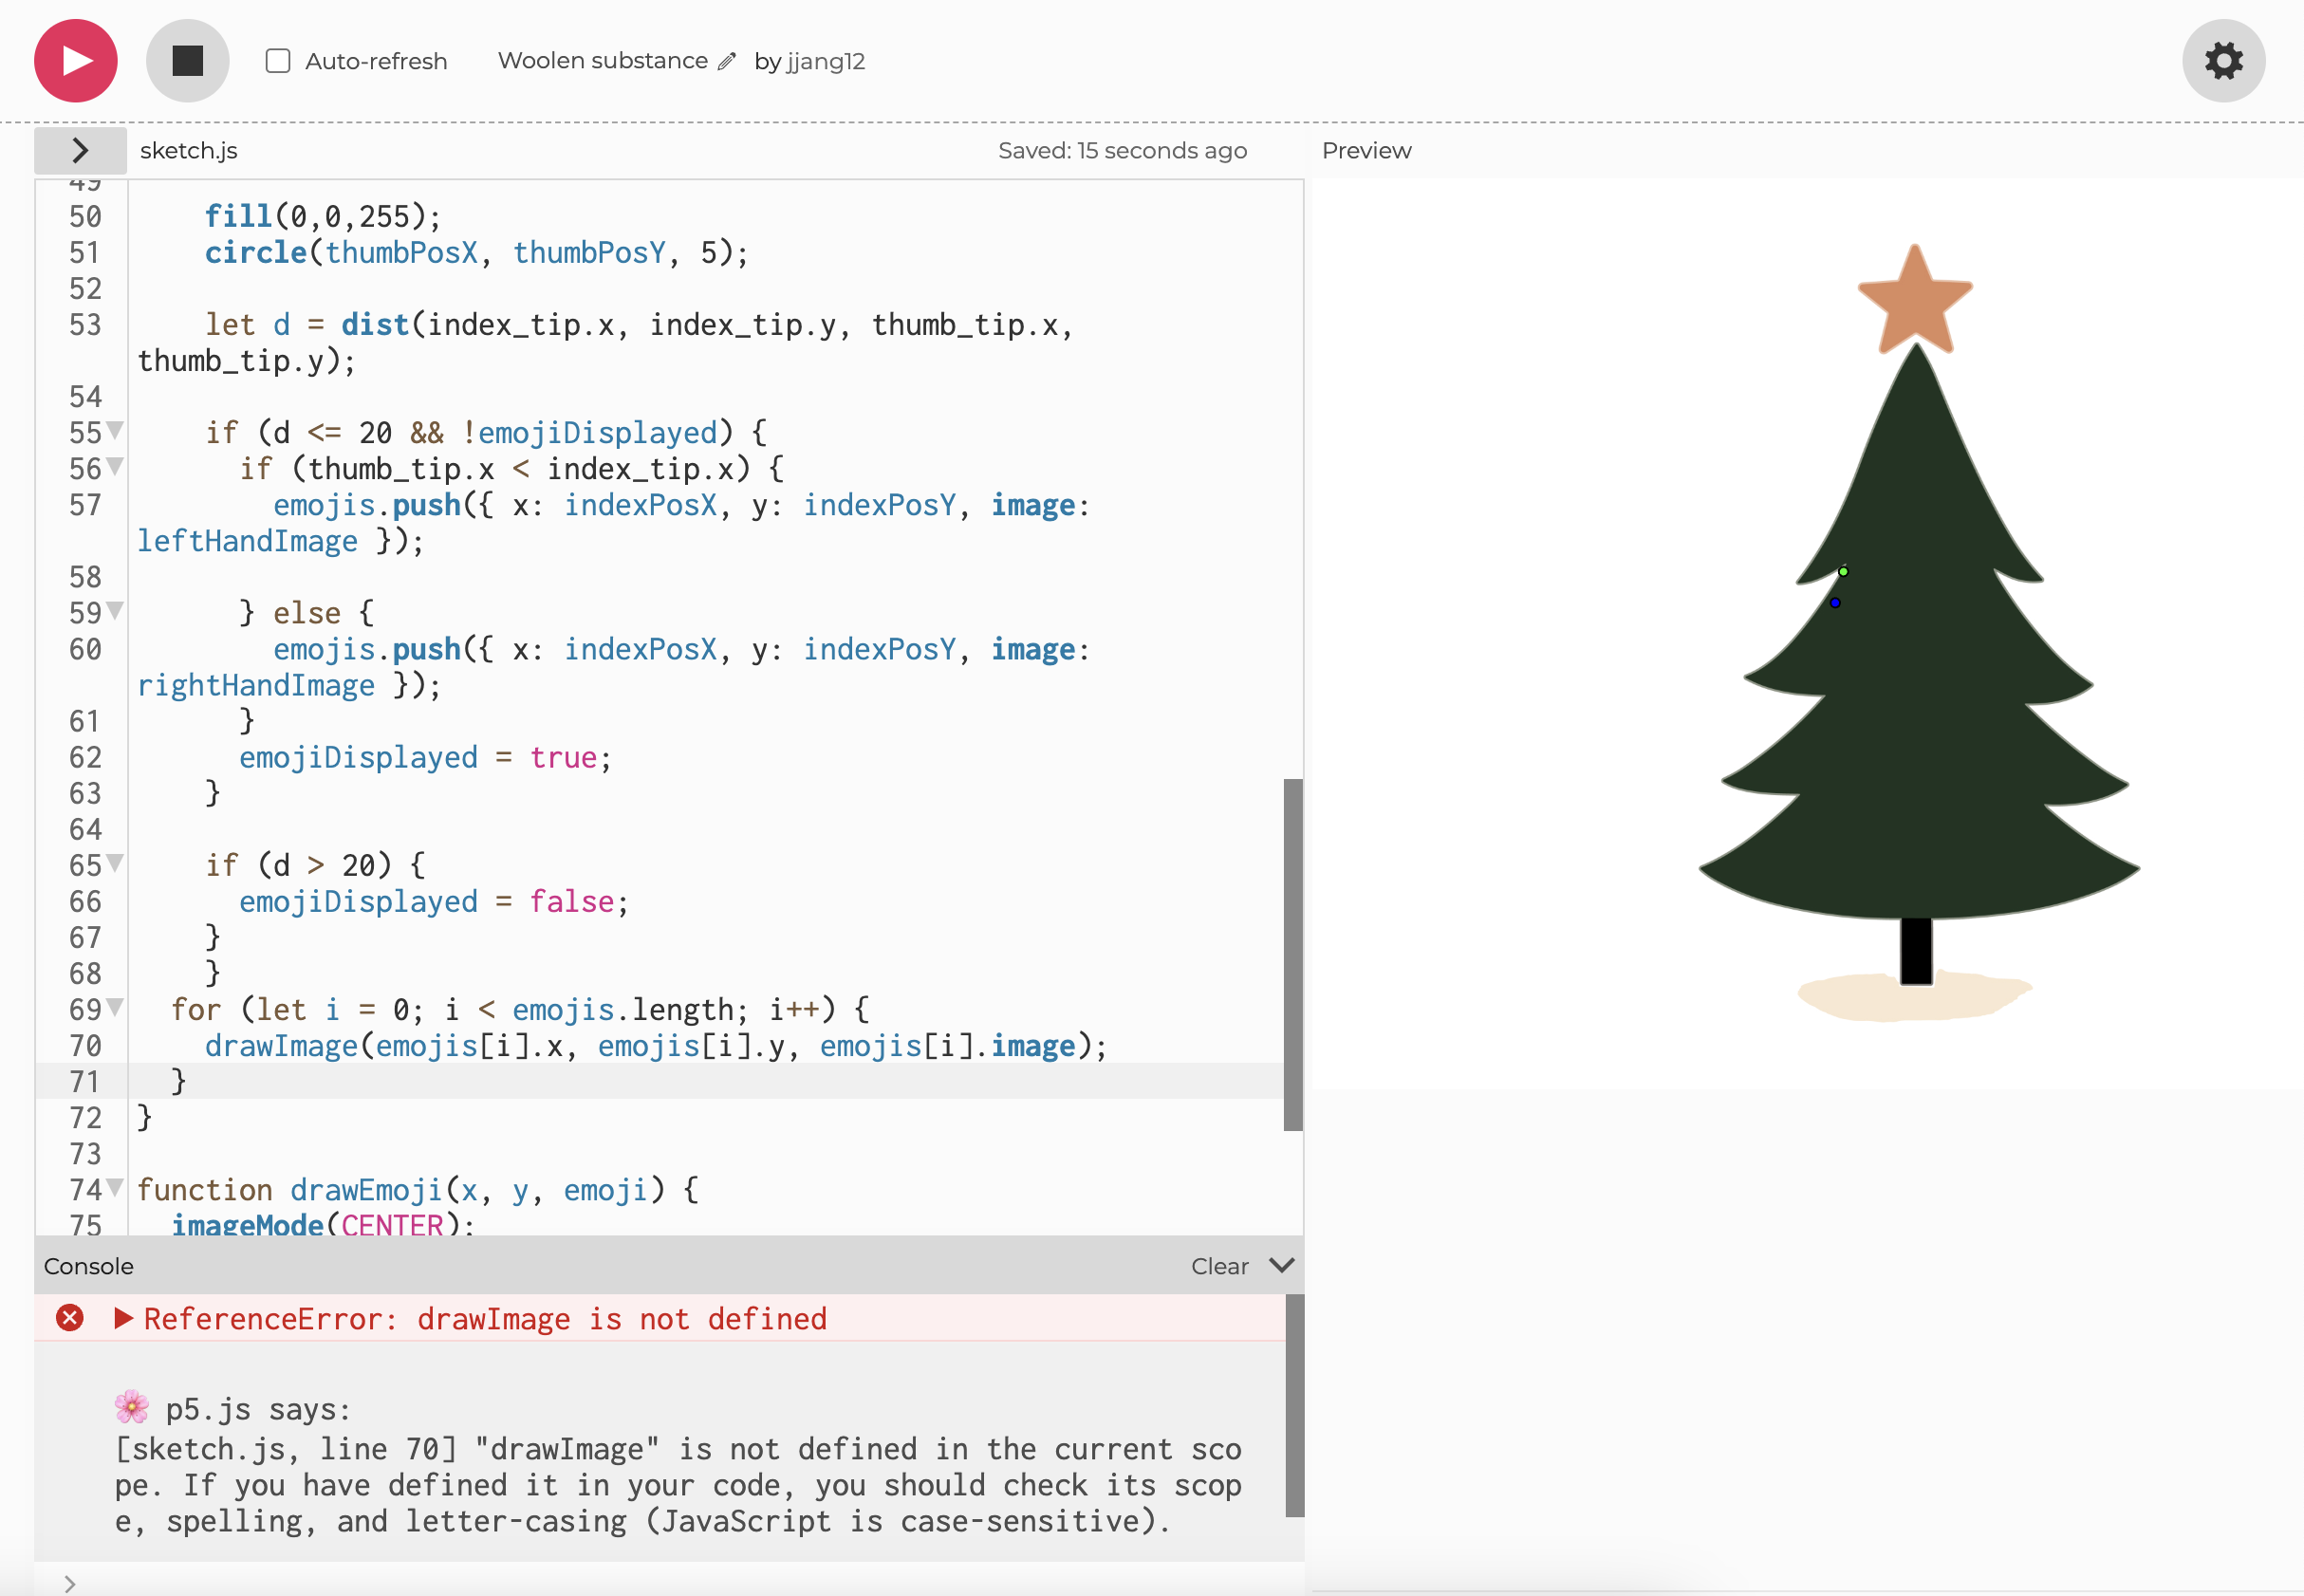 Auto-refresh
Woolen substance by jjang12
sketch.js
Saved: 15 seconds ago
Preview
49
50 fill(0,0,255);
51 circle(thumbPosX, thumbPosY, 5);
52
53 let d = dist(index_tip.x, index_tip.y, thumb_tip.x,
thumb_tip.y);
54
55 if (d <= 20 && !emojiDisplayed) {
56 if (thumb_tip.x < index_tip.x) {
57 emojis.push({ x: indexPosX, y: indexPosY, image:
leftHandImage });
58
59 } else {
60 emojis.push({ x: indexPosX, y: indexPosY, image:
rightHandImage });
61 }
62 emojiDisplayed = true;
63 }
64
65 if (d > 20) {
66 emojiDisplayed = false;
67 }
68 }
69 for (let i = 0; i < emojis.length; i++) {
70 drawImage(emojis[i].x, emojis[i].y, emojis[i].image);
71 }
72 }
73
74 function drawEmoji(x, y, emoji) {
75 imageMode(CENTER);
Console
Clear
ReferenceError: drawImage is not defined
🌸 p5.js says:
[sketch.js, line 70] "drawImage" is not defined in the current sco
pe. If you have defined it in your code, you should check its scop
e, spelling, and letter-casing (JavaScript is case-sensitive).